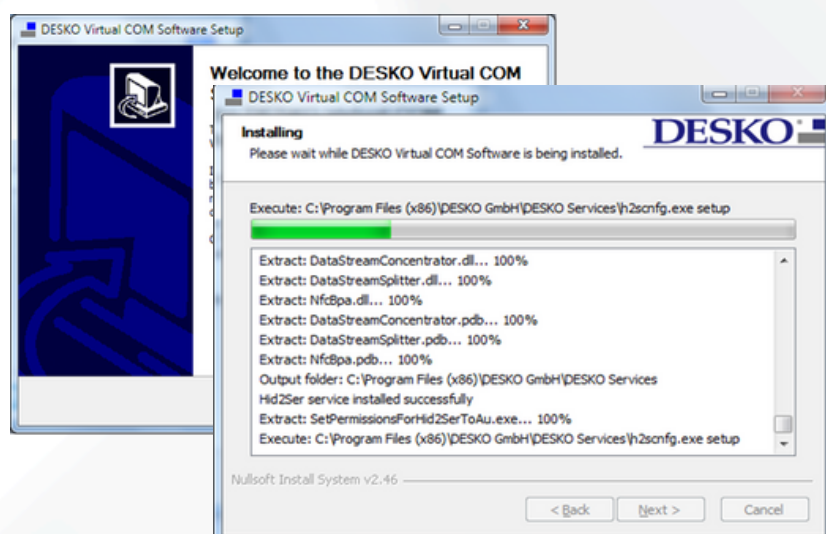 DESKO Virtual COM Software Setup
Welcome to the DESKO Virtual COM
DESKO Virtual COM Software Setup
Installing
Please wait while DESKO Virtual COM Software is being installed.
DESKO
Execute: C:\Program Files (x86)\DESKO GmbH\DESKO Services\h2scnfg.exe setup
Extract: DataStreamConcentrator.dll... 100%
Extract: DataStreamSplitter.dll... 100%
Extract: NfcBpa.dll... 100%
Extract: DataStreamConcentrator.pdb... 100%
Extract: DataStreamSplitter.pdb... 100%
Extract: NfcBpa.pdb... 100%
Output folder: C:\Program Files (x86)\DESKO GmbH\DESKO Services
Hid2Ser service installed successfully
Extract: SetPermissionsForHid2SerToAu.exe... 100%
Execute: C:\Program Files (x86)\DESKO GmbH\DESKO Services\h2scnfg.exe setup
Nullsoft Install System v2.46
< Back Next > Cancel